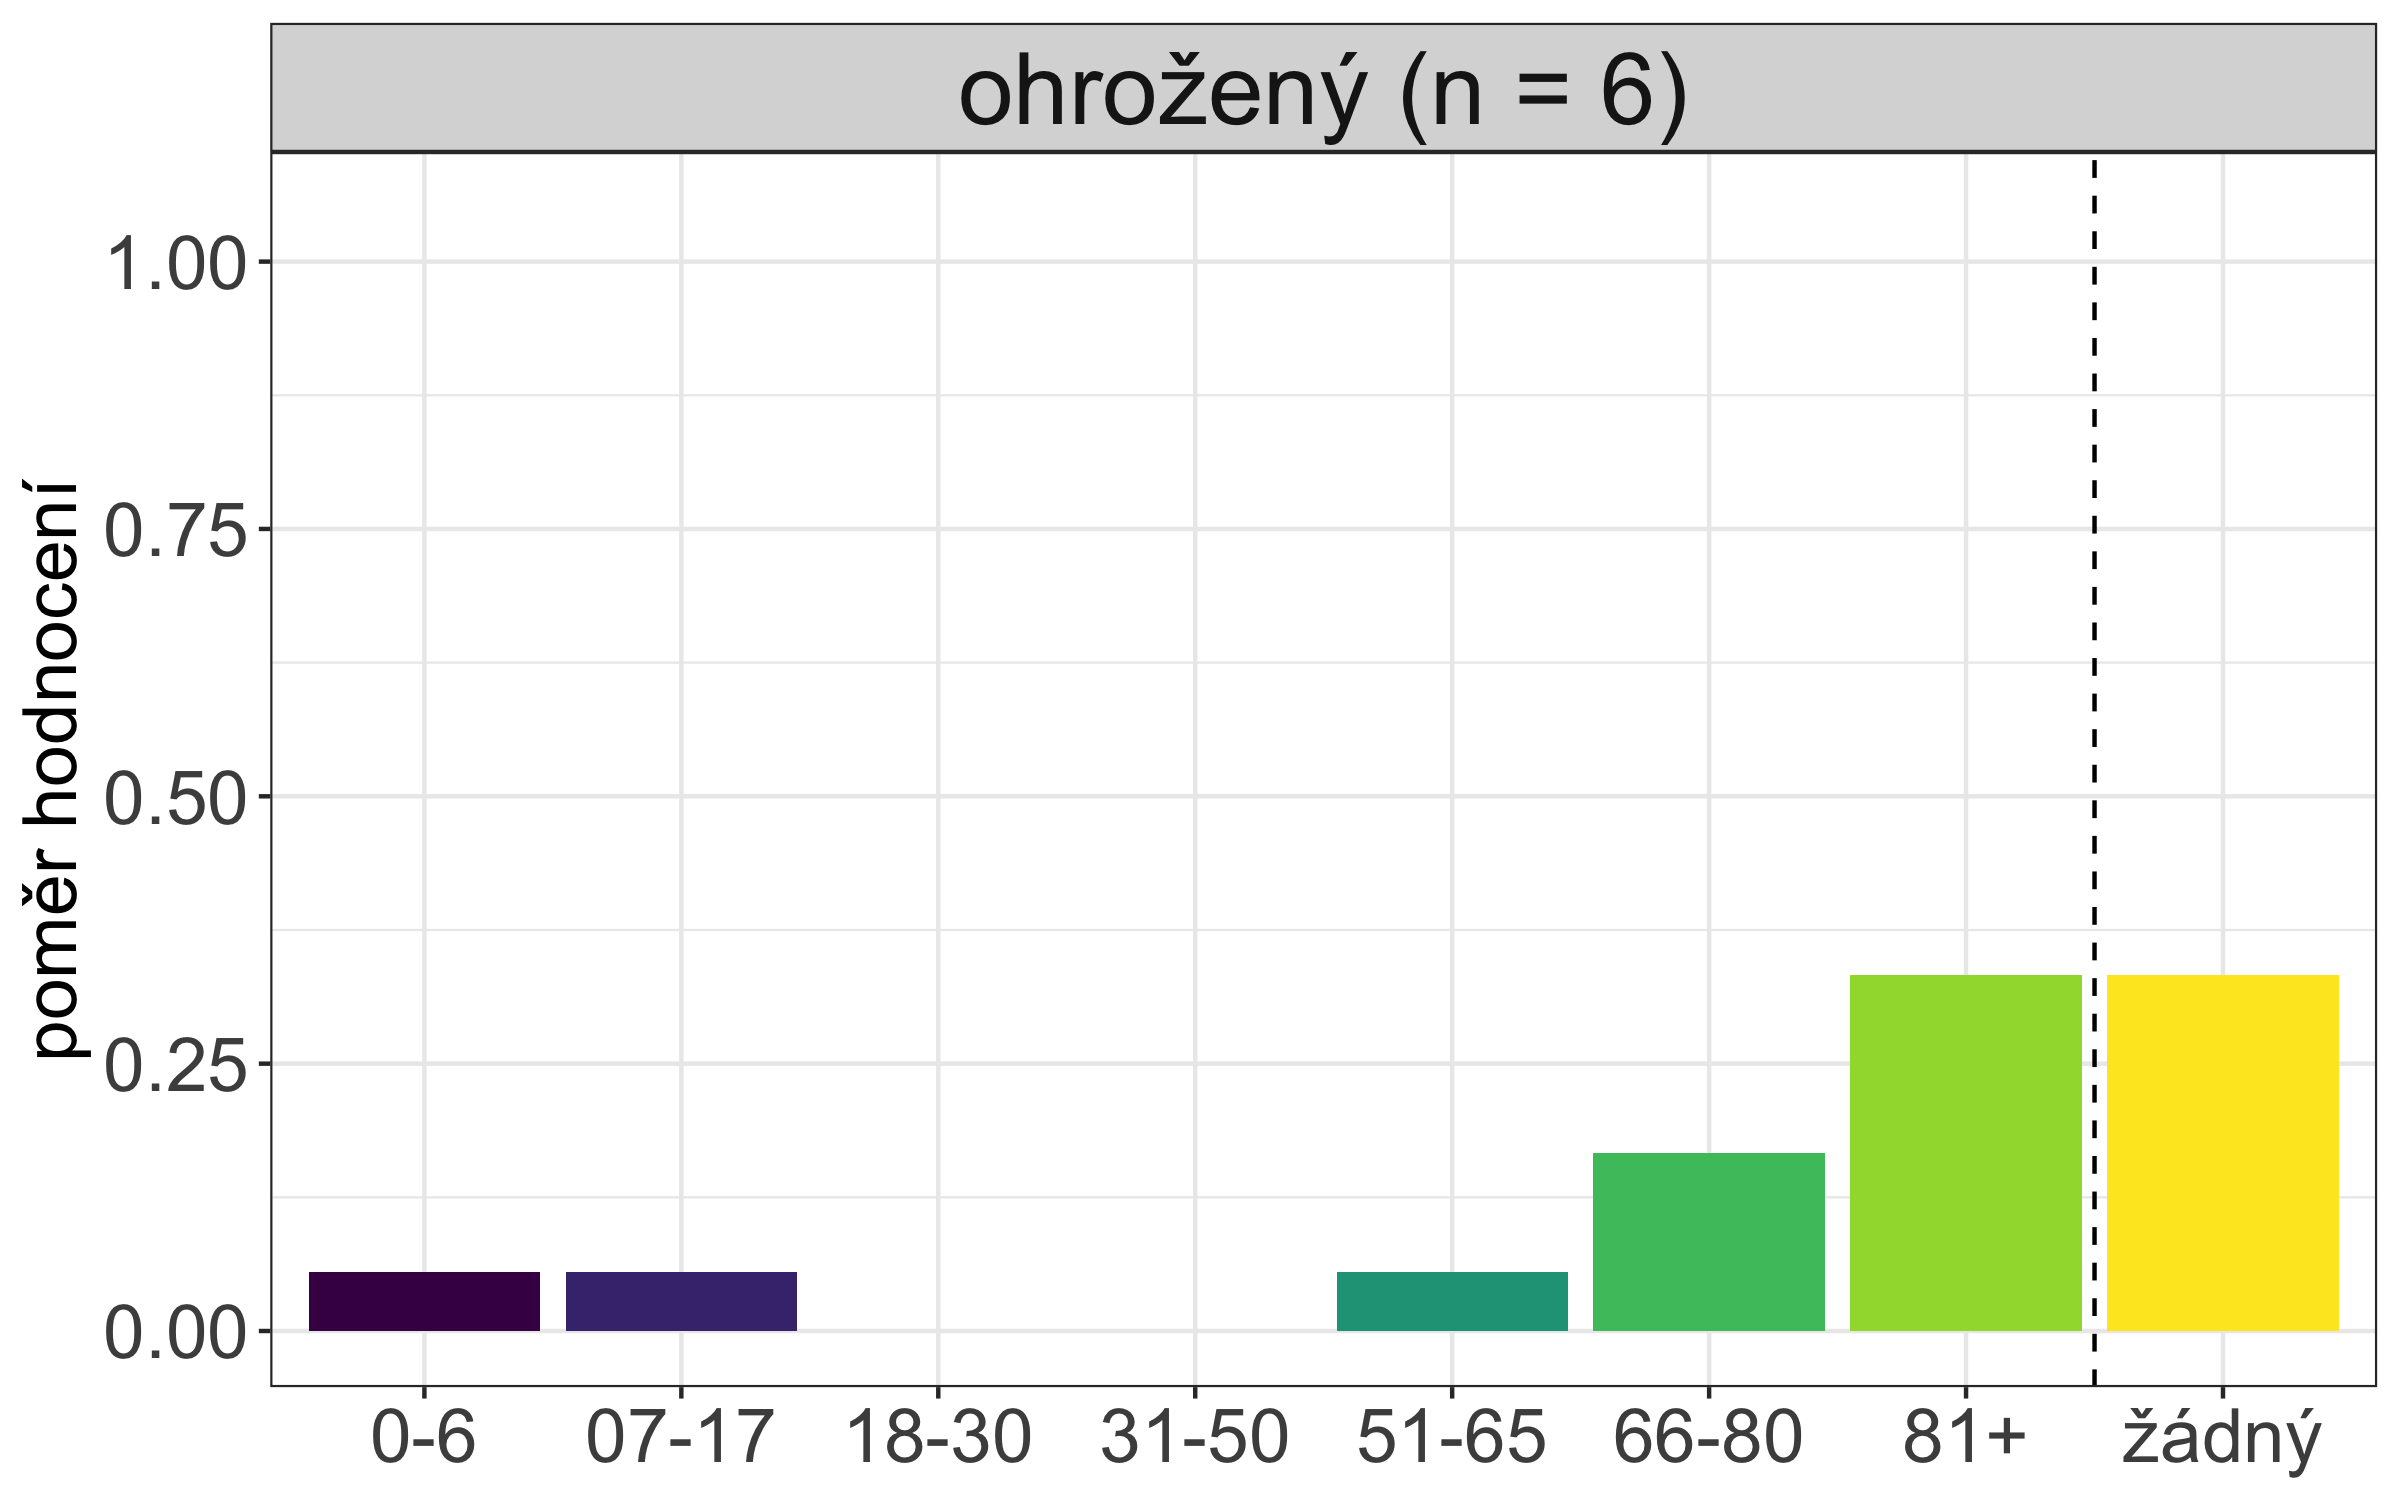 ohrožený (n = 6)
poměr hodnocení
1.00
0.75
0.50
0.25
0.00
0-6 07-17 18-30 31-50 51-65 66-80 81+ žádný